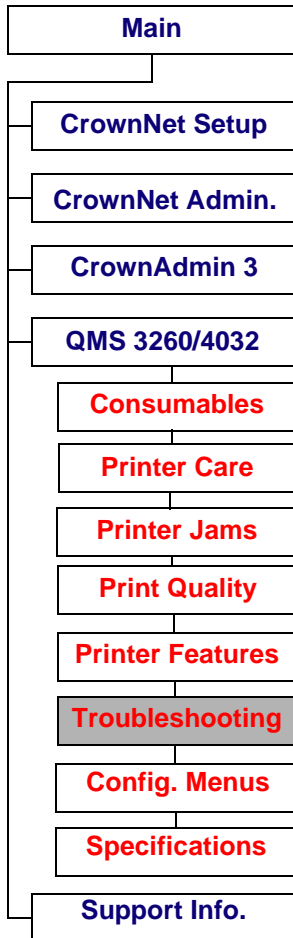 Main
CrownNet Setup
CrownNet Admin.
CrownAdmin 3
QMS 3260/4032
Consumables
Printer Care
Printer Jams
Print Quality
Printer Features
Troubleshooting
Config. Menus
Specifications
Support Info.